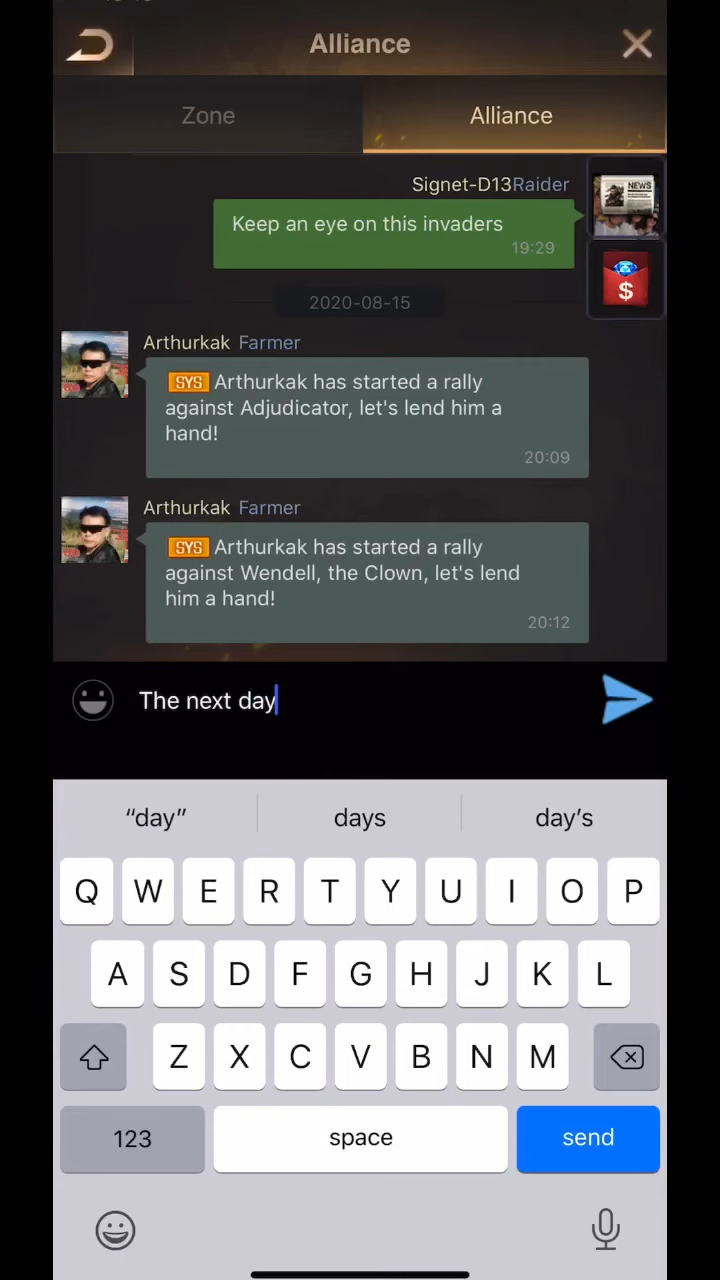 Alliance
Zone
Alliance
Signet-D13Raider
Keep an eye on this invaders
19:29
NEWS
$
2020-08-15
Arthurkak Farmer
SYS Arthurkak has started a rally
against Adjudicator, let's lend him a
hand!
20:09
Arthurkak Farmer
SYS Arthurkak has started a rally
against Wendell, the Clown, let's lend
him a hand!
20:12
The next day
“day” days day’s
Q W E R T Y U I O P
A S D F G H J K L
Z X C V B N M
123 space send